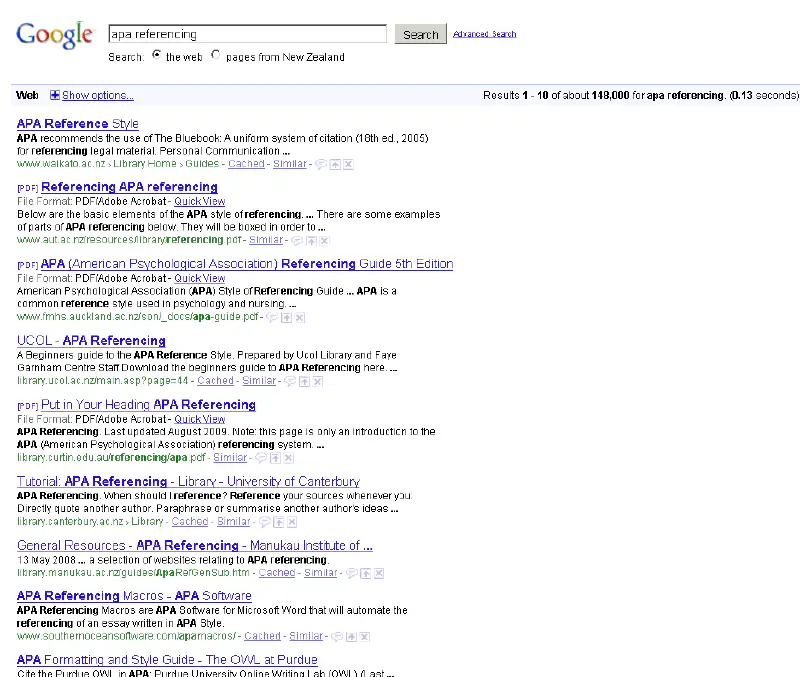 Google
apa referencing
Search
Advanced Search
Search: the web pages from New Zealand
Web Show options... Results 1 - 10 of about 148,000 for apa referencing. (0.13 seconds)
APA Reference Style
APA recommends the use of The Bluebook: A uniform system of citation (18th ed., 2005)
for referencing legal material. Personal Communication ...
www.waikato.ac.nz › Library Home › Guides - Cached - Similar -
[PDF] Referencing APA referencing
File Format: PDF/Adobe Acrobat - Quick View
Below are the basic elements of the APA style of referencing. ... There are some examples
of parts of APA referencing below. They will be boxed in order to ...
www.aut.ac.nz/resources/library/referencing.pdf - Similar -
[PDF] APA (American Psychological Association) Referencing Guide 5th Edition
File Format: PDF/Adobe Acrobat - Quick View
American Psychological Association (APA) Style of Referencing Guide ... APA is a
common reference style used in psychology and nursing. ...
www.fmhs.auckland.ac.nz/son/_docs/apa-guide.pdf -
UCOL - APA Referencing
A Beginners guide to the APA Reference Style. Prepared by Ucol Library and Faye
Garnham Centre Staff Download the beginners guide to APA Referencing here. ...
library.ucol.ac.nz/main.asp?page=44 - Cached - Similar -
[PDF] Put in Your Heading APA Referencing
File Format: PDF/Adobe Acrobat - Quick View
APA Referencing. Last updated August 2009. Note: this page is only an introduction to the
APA (American Psychological Association) referencing system. ...
library.curtin.edu.au/referencing/apa.pdf - Similar -
Tutorial: APA Referencing - Library - University of Canterbury
APA Referencing. When should I reference? Reference your sources whenever you:
Directly quote another author. Paraphrase or summarise another author's ideas ...
library.canterbury.ac.nz › Library - Cached - Similar -
General Resources - APA Referencing - Manukau Institute of ...
13 May 2008 ... a selection of websites relating to APA referencing.
library.manukau.ac.nz/guides/ApaRefGenSub.htm - Cached - Similar -
APA Referencing Macros - APA Software
APA Referencing Macros are APA Software for Microsoft Word that will automate the
referencing of an essay written in APA Style.
www.southernoceansoftware.com/apamacros/ - Cached - Similar -
APA Formatting and Style Guide - The OWL at Purdue
Cite the Purdue OWL in APA: Purdue University Online Writing Lab (OWL) (Last ...